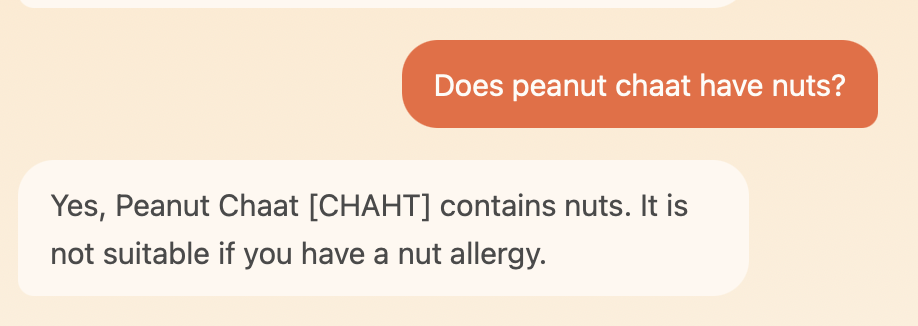 Does peanut chaat have nuts?
Yes, Peanut Chaat [CHAHT] contains nuts. It is
not suitable if you have a nut allergy.